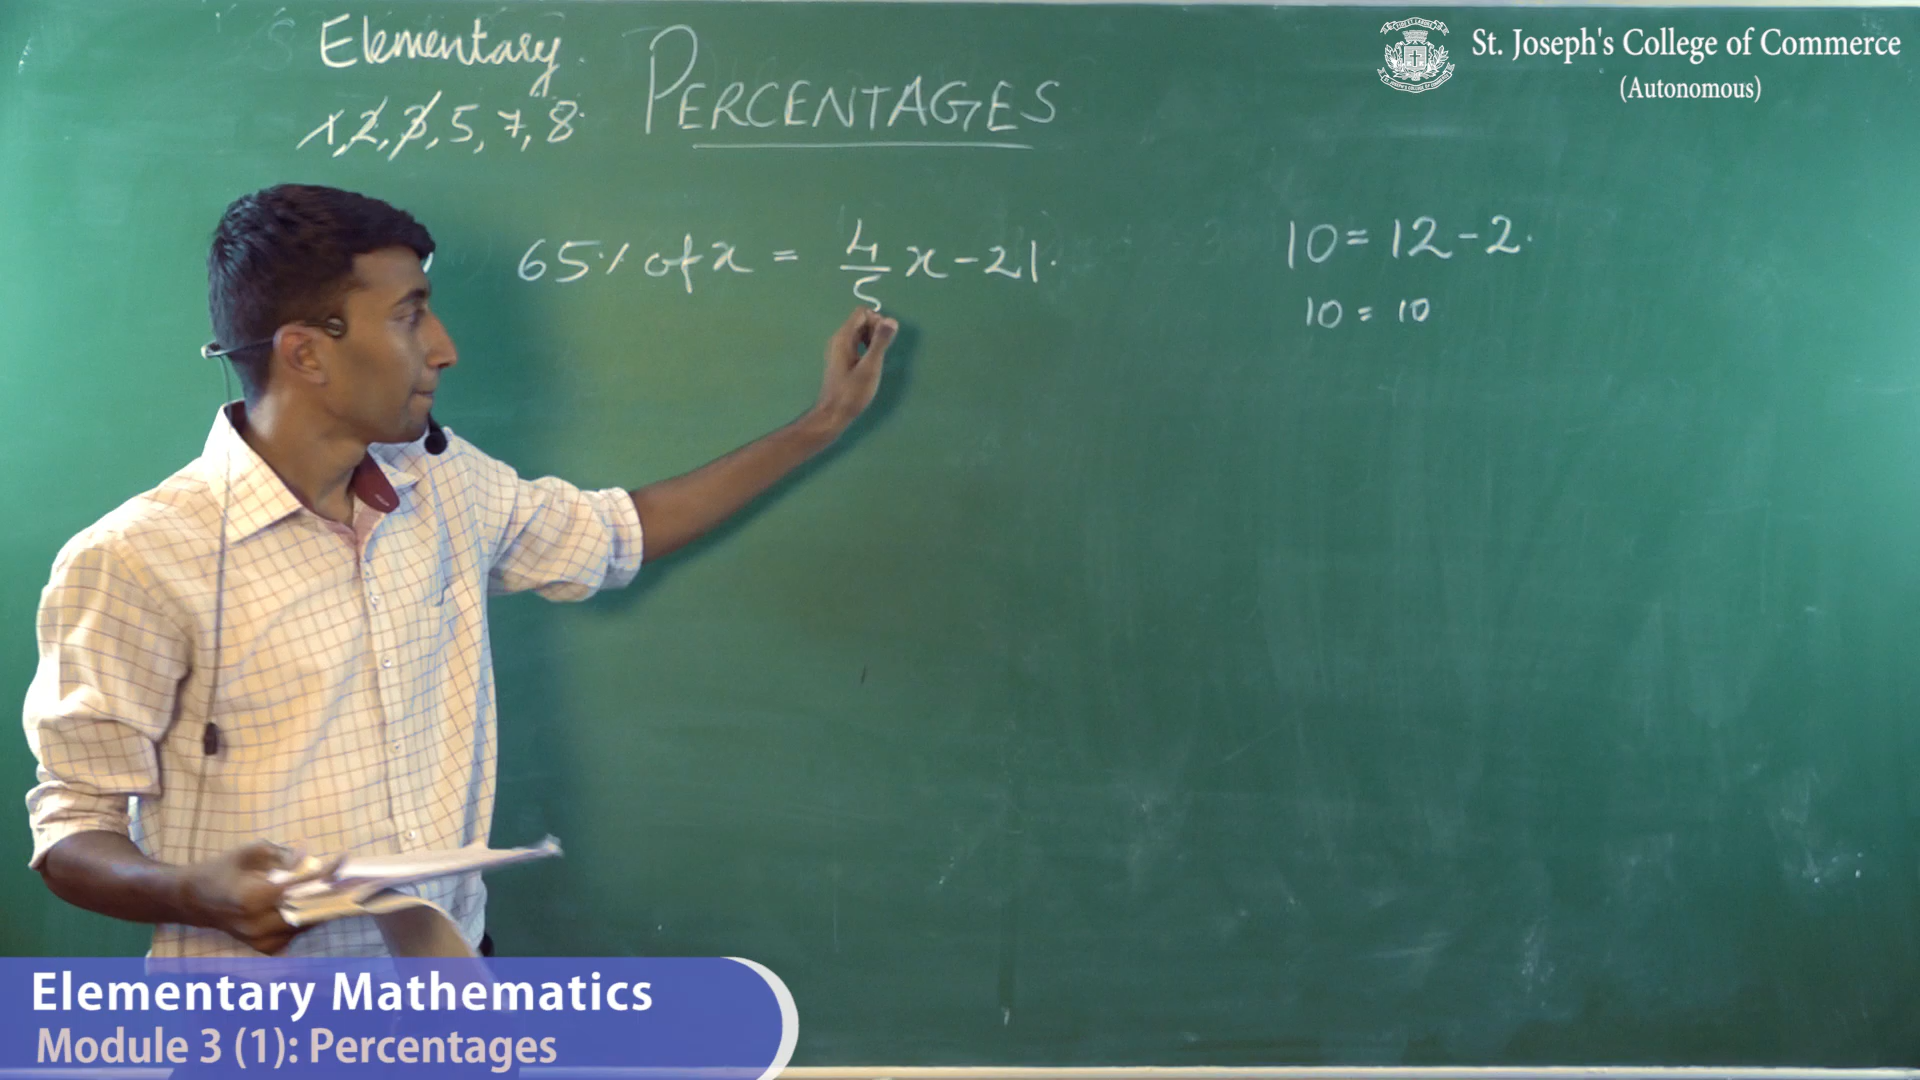 Elementary.
1, 2, 3, 5, 7, 8.
PERCENTAGES
St. Joseph's College of Commerce
(Autonomous)
65% of x = 4/5 x - 21.
10 = 12 - 2.
10 = 10
Elementary Mathematics
Module 3 (1): Percentages